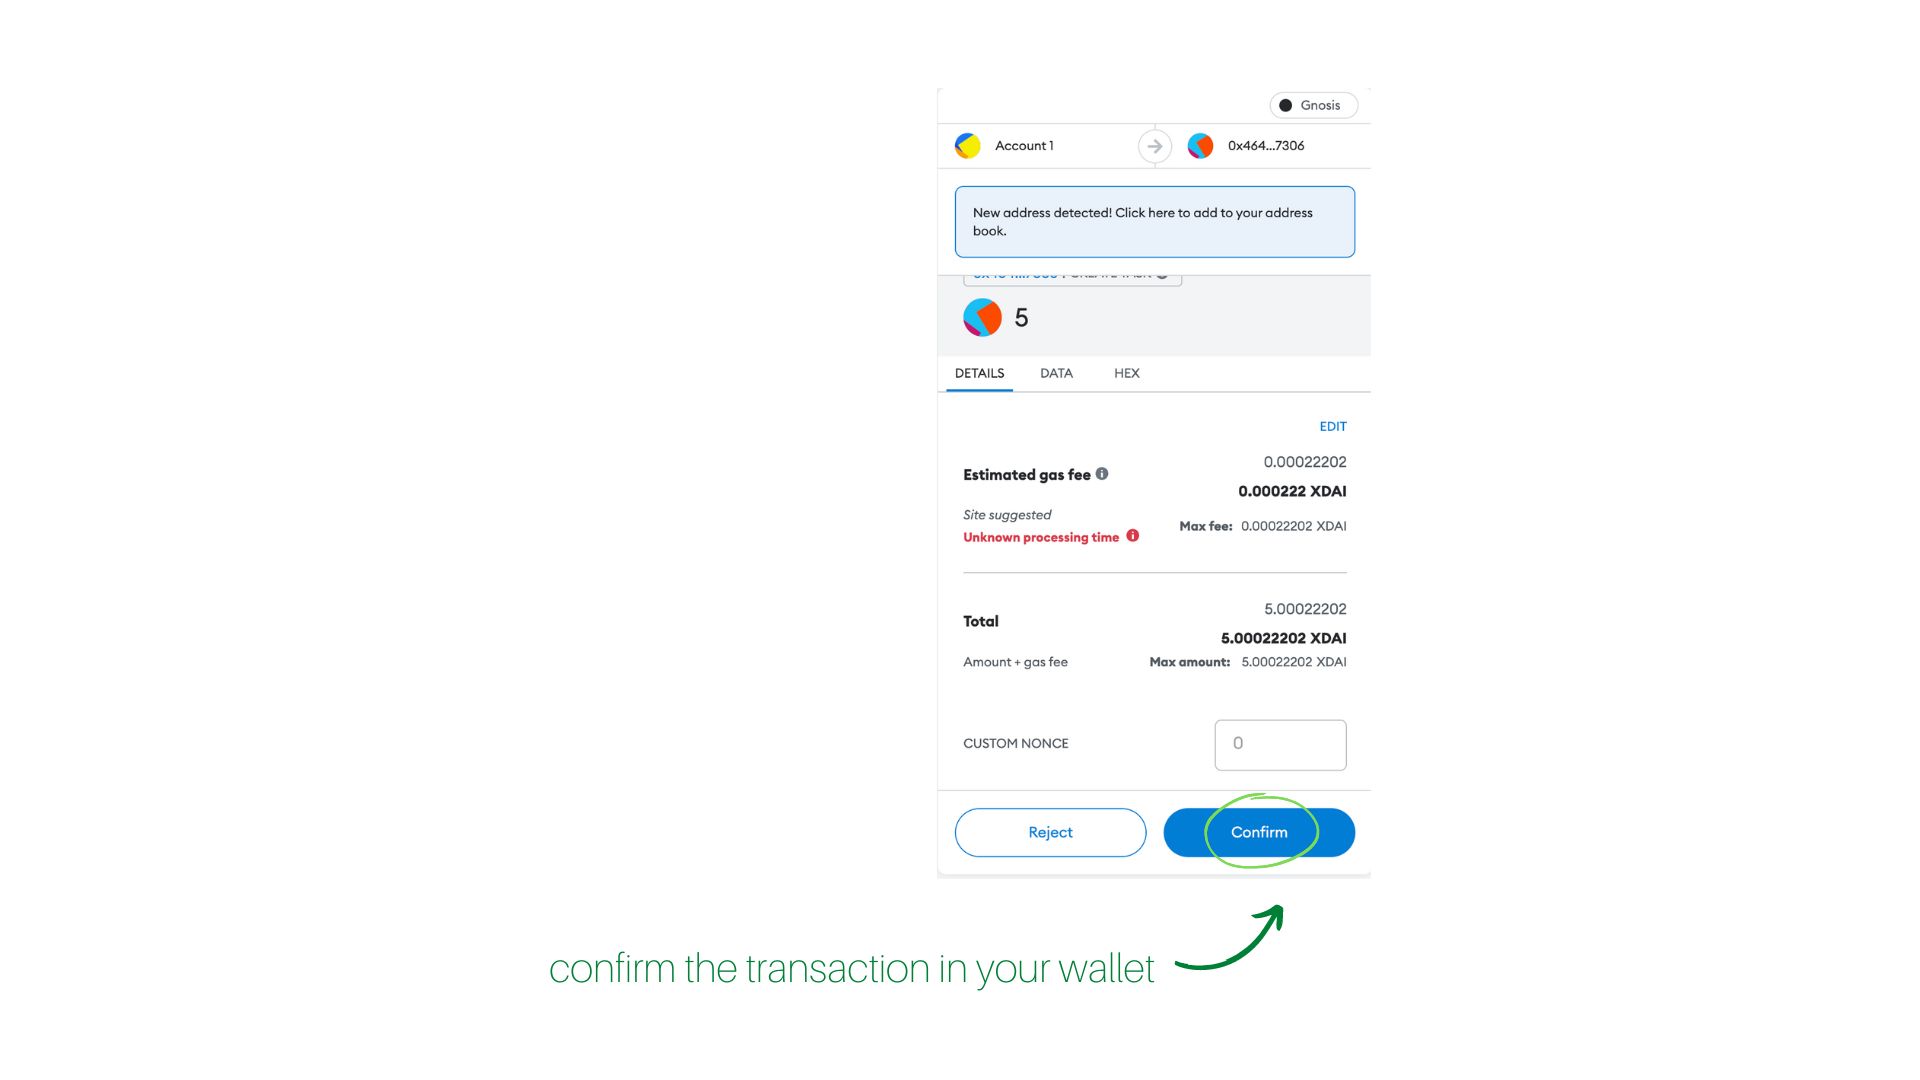 Gnosis
Account 1
0x464...7306
New address detected! Click here to add to your address
book.
5
DETAILS DATA HEX
EDIT
0.00022202
Estimated gas fee
0.000222 XDAI
Site suggested
Max fee: 0.00022202 XDAI
Unknown processing time
5.00022202
Total
5.00022202 XDAI
Amount + gas fee
Max amount: 5.00022202 XDAI
CUSTOM NONCE
0
Reject
Confirm
confirm the transaction in your wallet